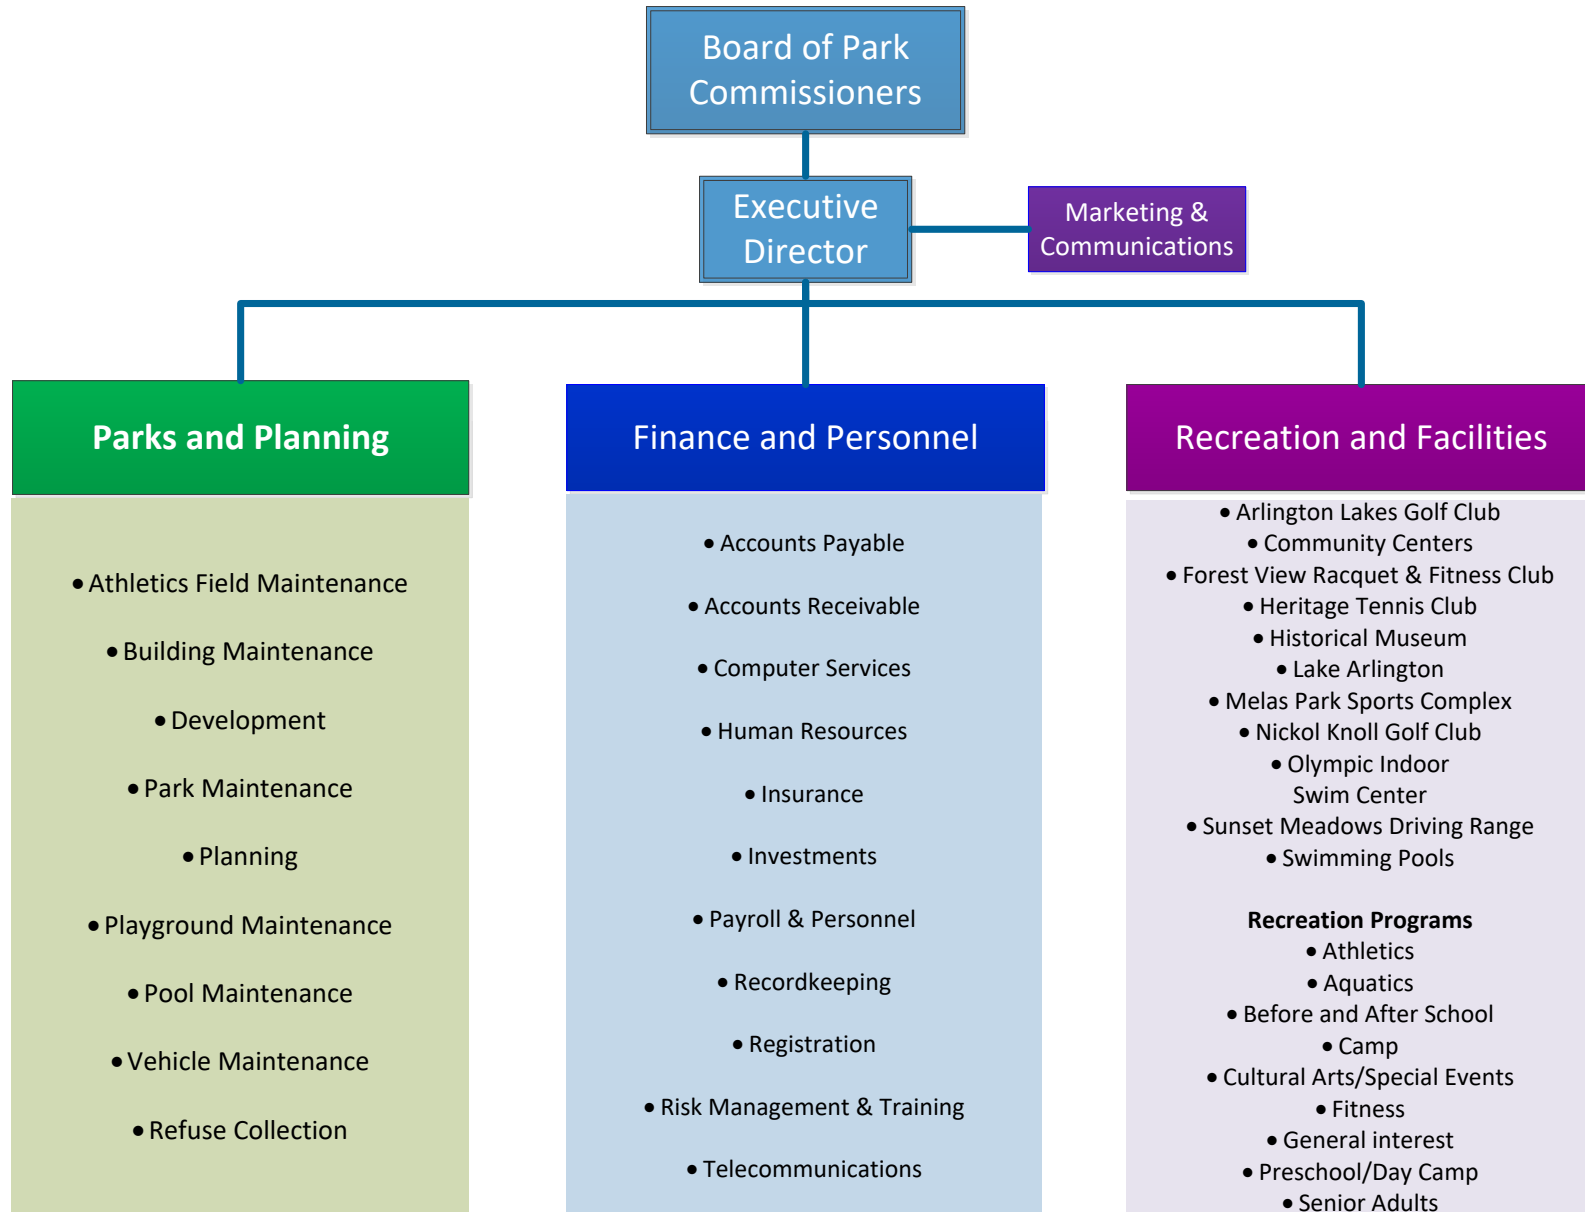 Board of Park
Commissioners
Executive
Director
Marketing &
Communications
Parks and Planning
• Athletics Field Maintenance
• Building Maintenance
• Development
• Park Maintenance
• Planning
• Playground Maintenance
• Pool Maintenance
• Vehicle Maintenance
• Refuse Collection
Finance and Personnel
• Accounts Payable
• Accounts Receivable
• Computer Services
• Human Resources
• Insurance
• Investments
• Payroll & Personnel
• Recordkeeping
• Registration
• Risk Management & Training
• Telecommunications
Recreation and Facilities
• Arlington Lakes Golf Club
• Community Centers
• Forest View Racquet & Fitness Club
• Heritage Tennis Club
• Historical Museum
• Lake Arlington
• Melas Park Sports Complex
• Nickol Knoll Golf Club
• Olympic Indoor
Swim Center
• Sunset Meadows Driving Range
• Swimming Pools
Recreation Programs
• Athletics
• Aquatics
• Before and After School
• Camp
• Cultural Arts/Special Events
• Fitness
• General interest
• Preschool/Day Camp
• Senior Adults